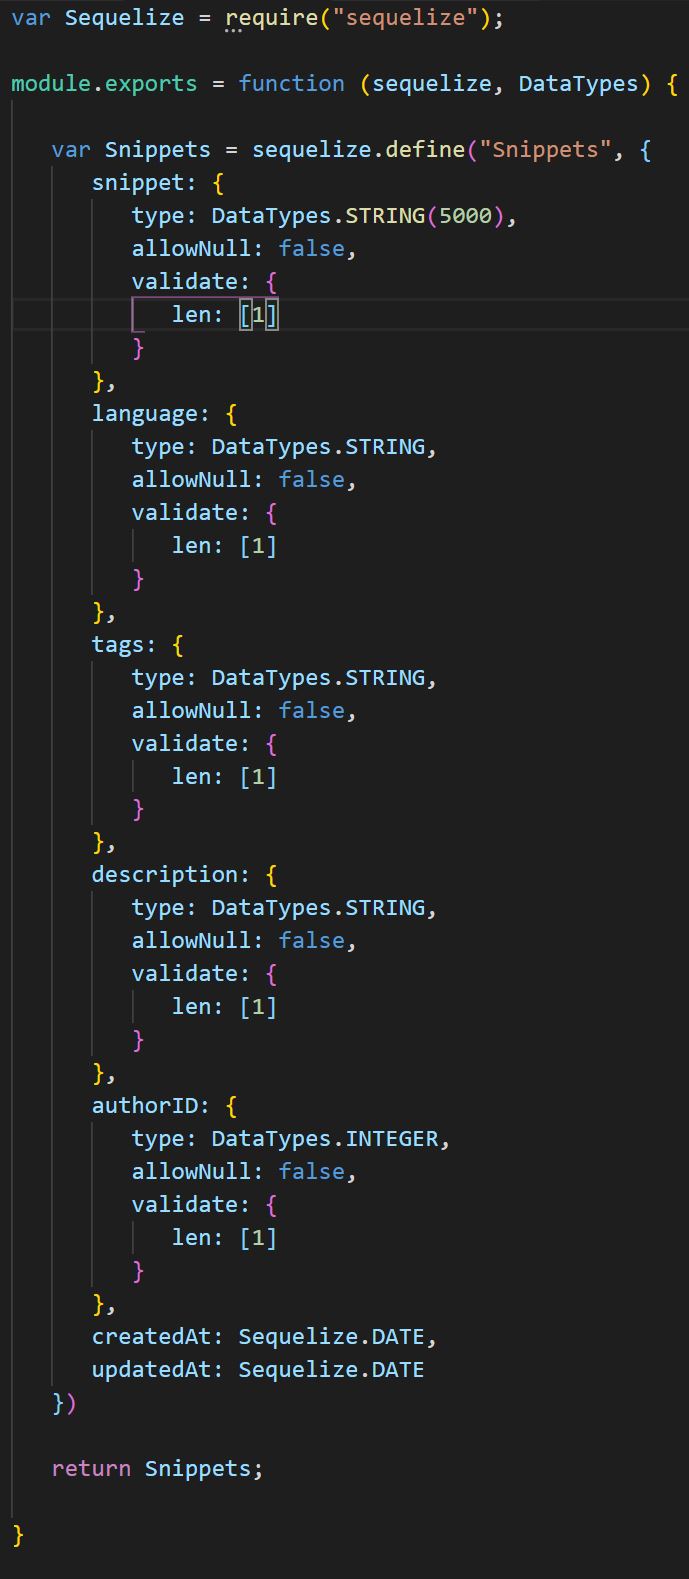 var Sequelize = require("sequelize");

module.exports = function (sequelize, DataTypes) {

   var Snippets = sequelize.define("Snippets", {
      snippet: {
         type: DataTypes.STRING(5000),
         allowNull: false,
         validate: {
            len: [1]
         }
      },
      language: {
         type: DataTypes.STRING,
         allowNull: false,
         validate: {
            len: [1]
         }
      },
      tags: {
         type: DataTypes.STRING,
         allowNull: false,
         validate: {
            len: [1]
         }
      },
      description: {
         type: DataTypes.STRING,
         allowNull: false,
         validate: {
            len: [1]
         }
      },
      authorID: {
         type: DataTypes.INTEGER,
         allowNull: false,
         validate: {
            len: [1]
         }
      },
      createdAt: Sequelize.DATE,
      updatedAt: Sequelize.DATE
   })

   return Snippets;

}